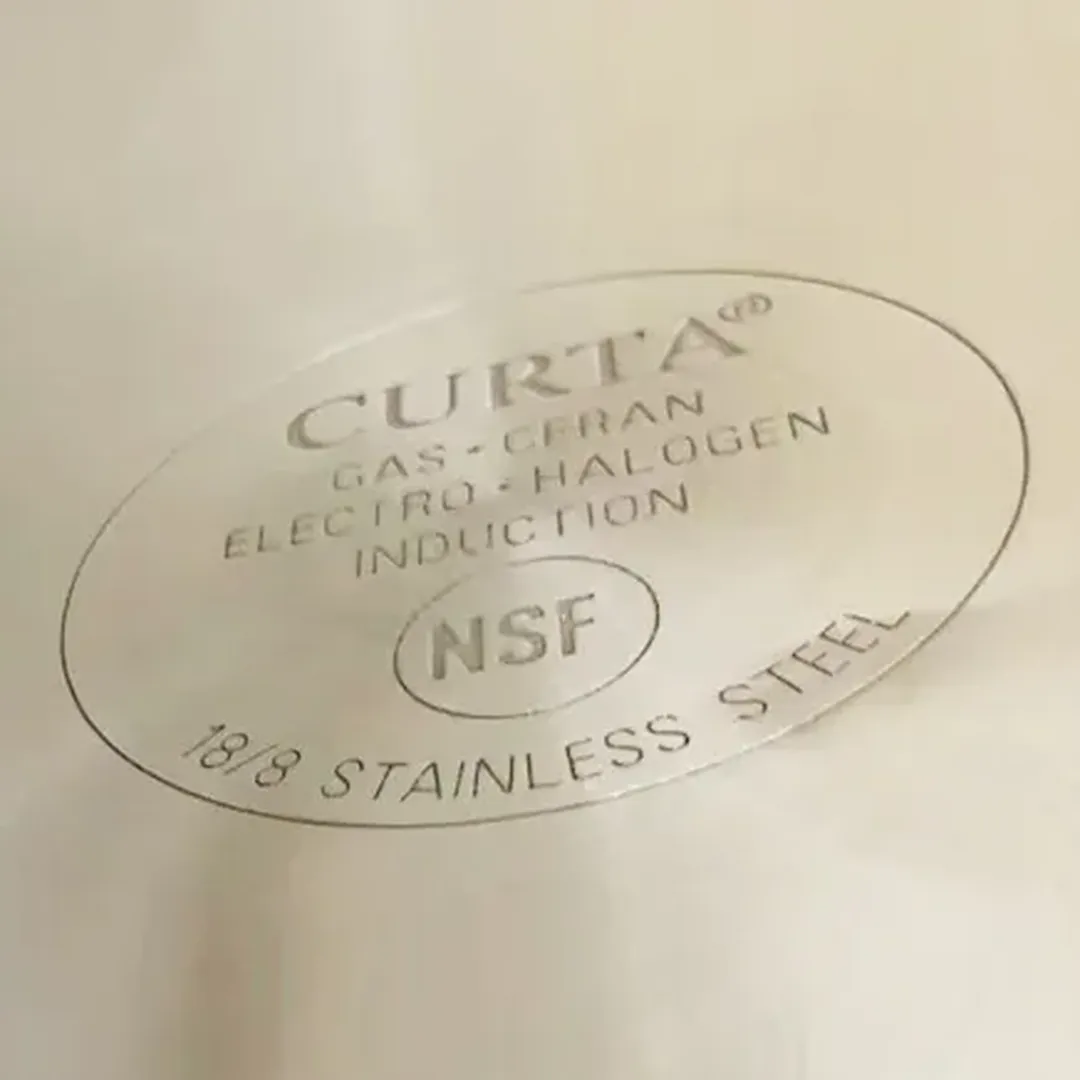 CURTA®
GAS - CERAN
ELECTRO - HALOGEN
INDUCTION
NSF
18/8 STAINLESS STEEL